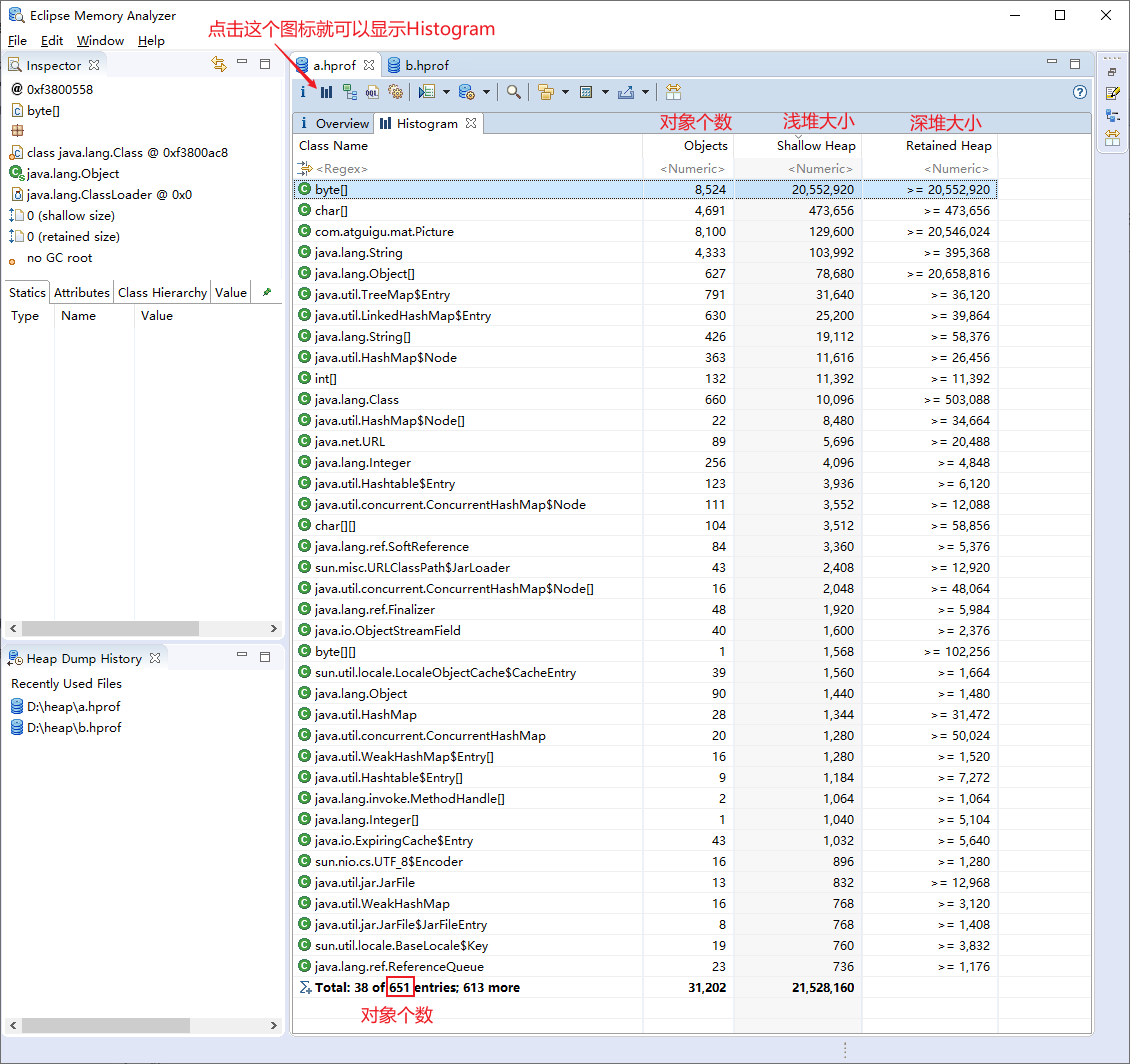 Eclipse Memory Analyzer
点击这个图标就可以显示Histogram
File Edit Window Help
Inspector
@ 0xf3800558
byte[]
class java.lang.Class @ 0xf3800ac8
java.lang.Object
java.lang.ClassLoader @ 0x0
0 (shallow size)
0 (retained size)
no GC root
Statics Attributes Class Hierarchy Value
Type Name Value
Heap Dump History
Recently Used Files
D:\heap\a.hprof
D:\heap\b.hprof
a.hprof b.hprof
OQL
Overview Histogram
对象个数 浅堆大小 深堆大小
Class Name Objects Shallow Heap Retained Heap
<Regex> <Numeric> <Numeric> <Numeric>
byte[] 8,524 20,552,920 >= 20,552,920
char[] 4,691 473,656 >= 473,656
com.atguigu.mat.Picture 8,100 129,600 >= 20,546,024
java.lang.String 4,333 103,992 >= 395,368
java.lang.Object[] 627 78,680 >= 20,658,816
java.util.TreeMap$Entry 791 31,640 >= 36,120
java.util.LinkedHashMap$Entry 630 25,200 >= 39,864
java.lang.String[] 426 19,112 >= 58,376
java.util.HashMap$Node 363 11,616 >= 26,456
int[] 132 11,392 >= 11,392
java.lang.Class 660 10,096 >= 503,088
java.util.HashMap$Node[] 22 8,480 >= 34,664
java.net.URL 89 5,696 >= 20,488
java.lang.Integer 256 4,096 >= 4,848
java.util.Hashtable$Entry 123 3,936 >= 6,120
java.util.concurrent.ConcurrentHashMap$Node 111 3,552 >= 12,088
char[][] 104 3,512 >= 58,856
java.lang.ref.SoftReference 84 3,360 >= 5,376
sun.misc.URLClassPath$JarLoader 43 2,408 >= 12,920
java.util.concurrent.ConcurrentHashMap$Node[] 16 2,048 >= 48,064
java.lang.ref.Finalizer 48 1,920 >= 5,984
java.io.ObjectStreamField 40 1,600 >= 2,376
byte[][] 1 1,568 >= 102,256
sun.util.locale.LocaleObjectCache$CacheEntry 39 1,560 >= 1,664
java.lang.Object 90 1,440 >= 1,480
java.util.HashMap 28 1,344 >= 31,472
java.util.concurrent.ConcurrentHashMap 20 1,280 >= 50,024
java.util.WeakHashMap$Entry[] 16 1,280 >= 1,520
java.util.Hashtable$Entry[] 9 1,184 >= 7,272
java.lang.invoke.MethodHandle[] 2 1,064 >= 1,064
java.lang.Integer[] 1 1,040 >= 5,104
java.io.ExpiringCache$Entry 43 1,032 >= 5,640
sun.nio.cs.UTF_8$Encoder 16 896 >= 1,280
java.util.jar.JarFile 13 832 >= 12,968
java.util.WeakHashMap 16 768 >= 3,120
java.util.jar.JarFile$JarFileEntry 8 768 >= 1,408
sun.util.locale.BaseLocale$Key 19 760 >= 3,832
java.lang.ref.ReferenceQueue 23 736 >= 1,176
Total: 38 of 651 entries; 613 more 31,202 21,528,160
对象个数